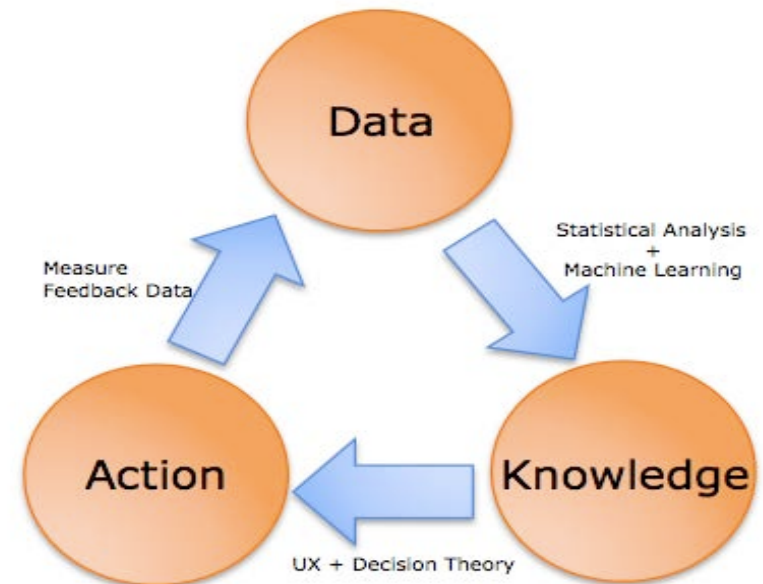 Data
Statistical Analysis
+
Machine Learning
Measure
Feedback Data
Action
Knowledge
UX + Decision Theory